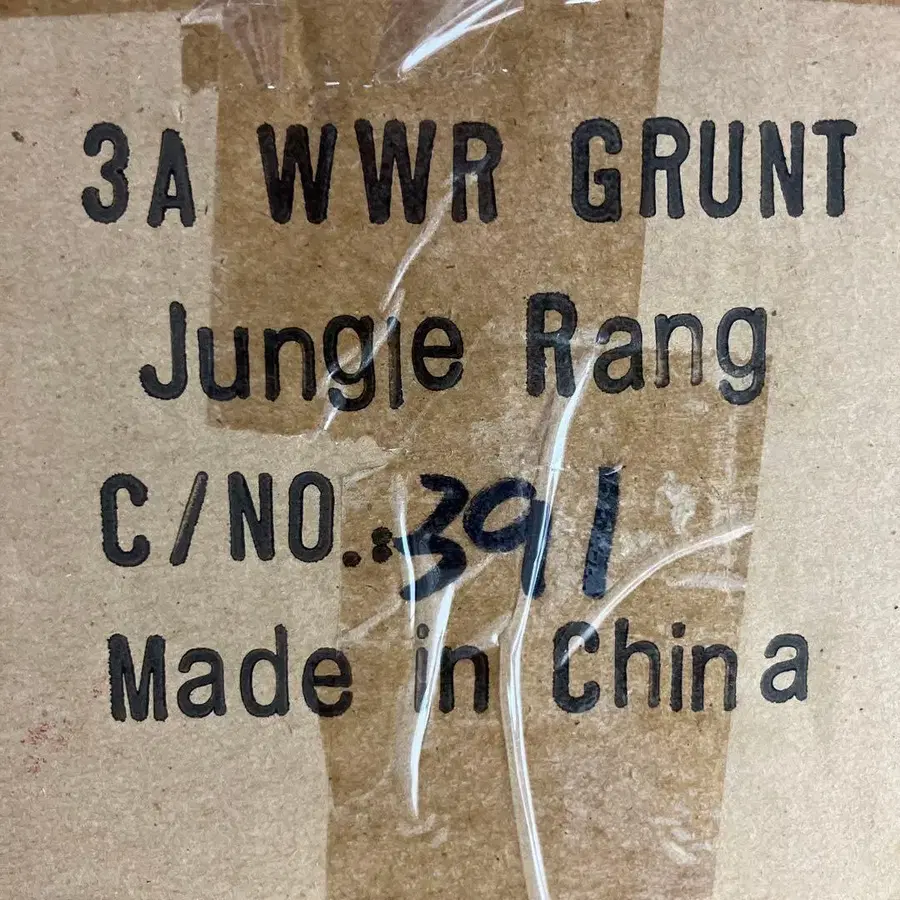 3A WWR GRUNT
Jungle Rang
C/NO.: 391
Made in China